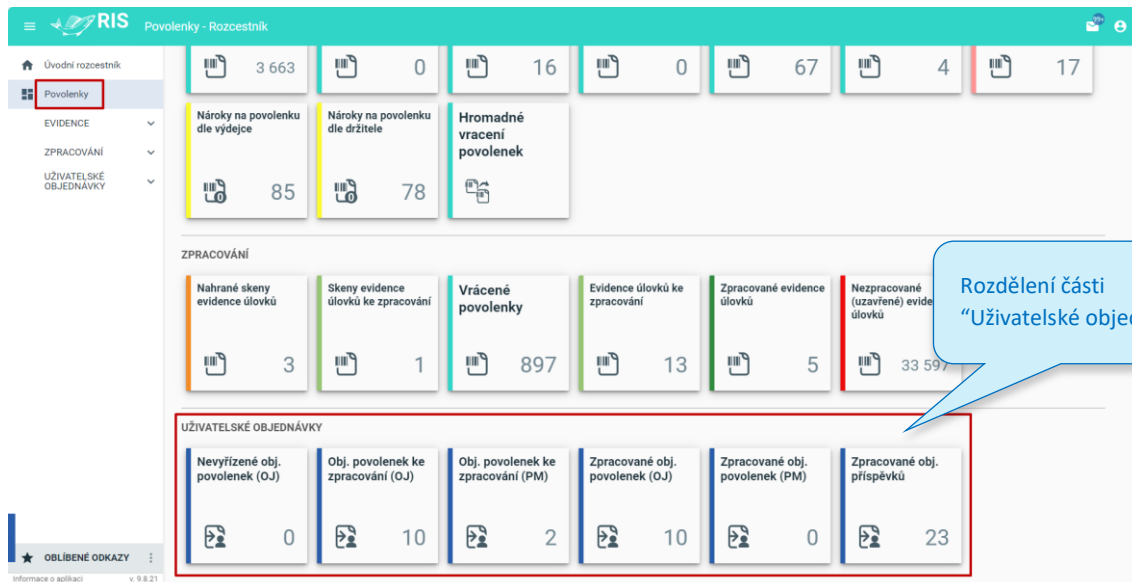 RIS Povolenky - Rozcestník 99+
Úvodní rozcestník
Povolenky
EVIDENCE
ZPRACOVÁNÍ
UŽIVATELSKÉ
OBJEDNÁVKY
3 663 0 16 0 67 4 17
Nároky na povolenku
dle výdejce
85
Nároky na povolenku
dle držitele
78
Hromadné
vracení
povolenek
ZPRACOVÁNÍ
Nahrané skeny
evidence úlovků
3
Skeny evidence
úlovků ke zpracování
1
Vrácené
povolenky
897
Evidence úlovků ke
zpracování
13
Zpracované evidence
úlovků
5
Nezpracované
(uzavřené)
úlovků
33 597
Rozdělení části
“Uživatelské
UŽIVATELSKÉ OBJEDNÁVKY
Nevyřízené obj.
povolenek (OJ)
0
Obj. povolenek ke
zpracování (OJ)
10
Obj. povolenek ke
zpracování (PM)
2
Zpracované obj.
povolenek (OJ)
10
Zpracované obj.
povolenek (PM)
0
Zpracované obj.
příspěvků
23
OBLÍBENÉ ODKAZY
Informace o aplikaci v. 9.8.21